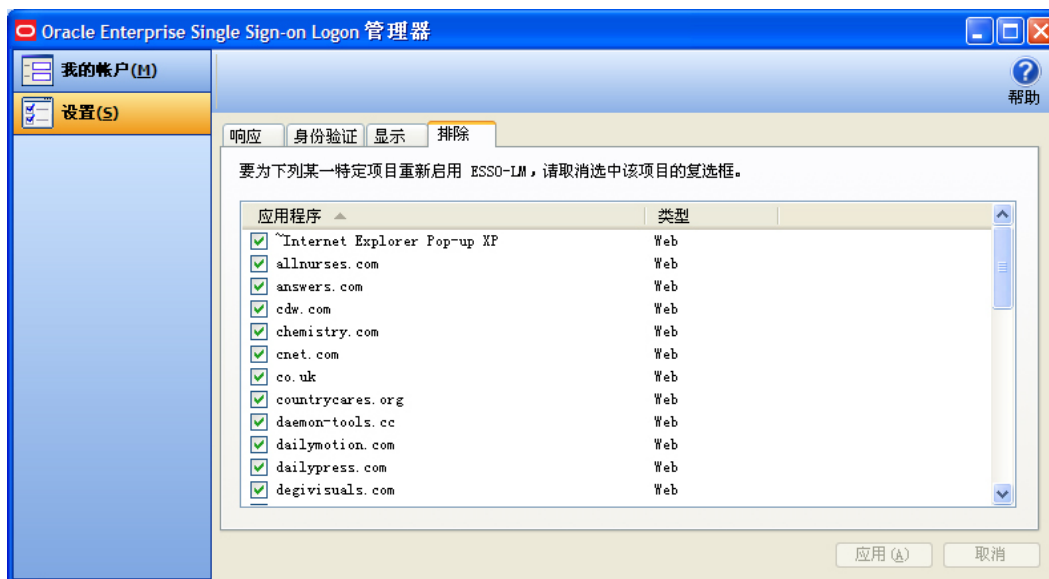 Oracle Enterprise Single Sign-on Logon 管理器
我的帐户(M)
设置(S)
帮助
响应 身份验证 显示 排除
要为下列某一特定项目重新启用 ESSO-LM，请取消选中该项目的复选框。
应用程序 类型
~Internet Explorer Pop-up XP Web
allnurses.com Web
answers.com Web
cdw.com Web
chemistry.com Web
cnet.com Web
co.uk Web
countrycares.org Web
daemon-tools.cc Web
dailymotion.com Web
dailypress.com Web
degivisuals.com Web
应用(A) 取消